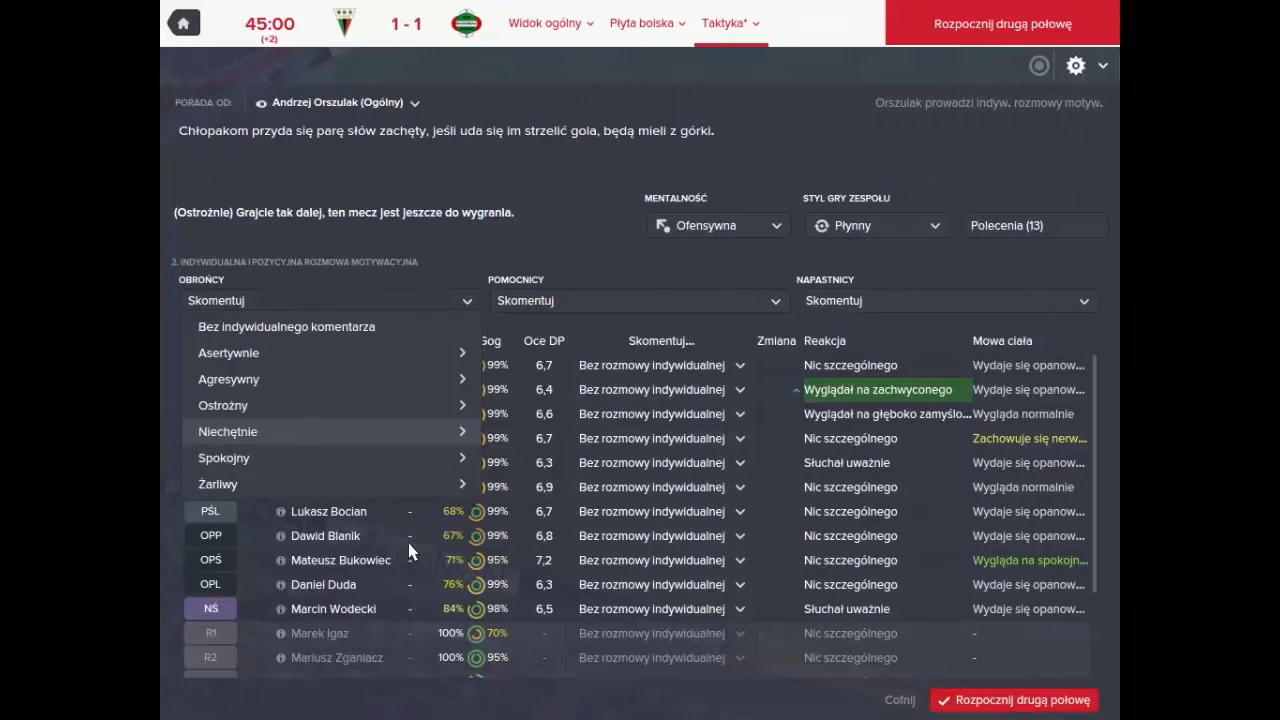 45:00
(+2)
1 - 1
Widok ogólny
Płyta boiska
Taktyka*
Rozpocznij drugą połowę
PORADA OD:
Andrzej Orszulak (Ogólny)
Orszulak prowadzi indyw. rozmowy motyw.
Chłopakom przyda się parę słów zachęty, jeśli uda się im strzelić gola, będą mieli z górki.
MENTALNOŚĆ
STYL GRY ZESPOŁU
(Ostrożnie) Grajcie tak dalej, ten mecz jest jeszcze do wygrania.
Ofensywna
Płynny
Polecenia (13)
2. INDYWIDUALNA I POZYCYJNA ROZMOWA MOTYWACYJNA
OBROŃCY
POMOCNICY
NAPASTNICY
Skomentuj
Skomentuj
Skomentuj
Bez indywidualnego komentarza
Asertywnie
Agresywny
Ostrożny
Niechętnie
Spokojny
Żarliwy
Oce DP Skomentuj... Zmiana Reakcja Mowa ciała
99% 6,7 Bez rozmowy indywidualnej Nic szczególnego Wydaje się opanow...
99% 6,4 Bez rozmowy indywidualnej Wyglądał na zachwyconego Wydaje się opanow...
99% 6,6 Bez rozmowy indywidualnej Wyglądał na głęboko zamyślo... Wygląda normalnie
99% 6,7 Bez rozmowy indywidualnej Nic szczególnego Zachowuje się nerw...
99% 6,3 Bez rozmowy indywidualnej Słuchał uważnie Wydaje się opanow...
99% 6,9 Bez rozmowy indywidualnej Nic szczególnego Wygląda normalnie
PŚL Lukasz Bocian - 68% 99% 6,7 Bez rozmowy indywidualnej Nic szczególnego Wydaje się opanow...
OPP Dawid Blanik - 67% 99% 6,8 Bez rozmowy indywidualnej Nic szczególnego Wydaje się opanow...
OPŚ Mateusz Bukowiec - 71% 95% 7,2 Bez rozmowy indywidualnej Nic szczególnego Wygląda na spokojn...
OPL Daniel Duda - 76% 99% 6,3 Bez rozmowy indywidualnej Nic szczególnego Wydaje się opanow...
NŚ Marcin Wodecki - 84% 98% 6,5 Bez rozmowy indywidualnej Słuchał uważnie Wydaje się opanow...
R1 Marek Igaz - 100% 70% - Bez rozmowy indywidualnej Nic szczególnego -
R2 Mariusz Zganiacz - 100% 95% - Bez rozmowy indywidualnej Nic szczególnego -
Cofnij
Rozpocznij drugą połowę